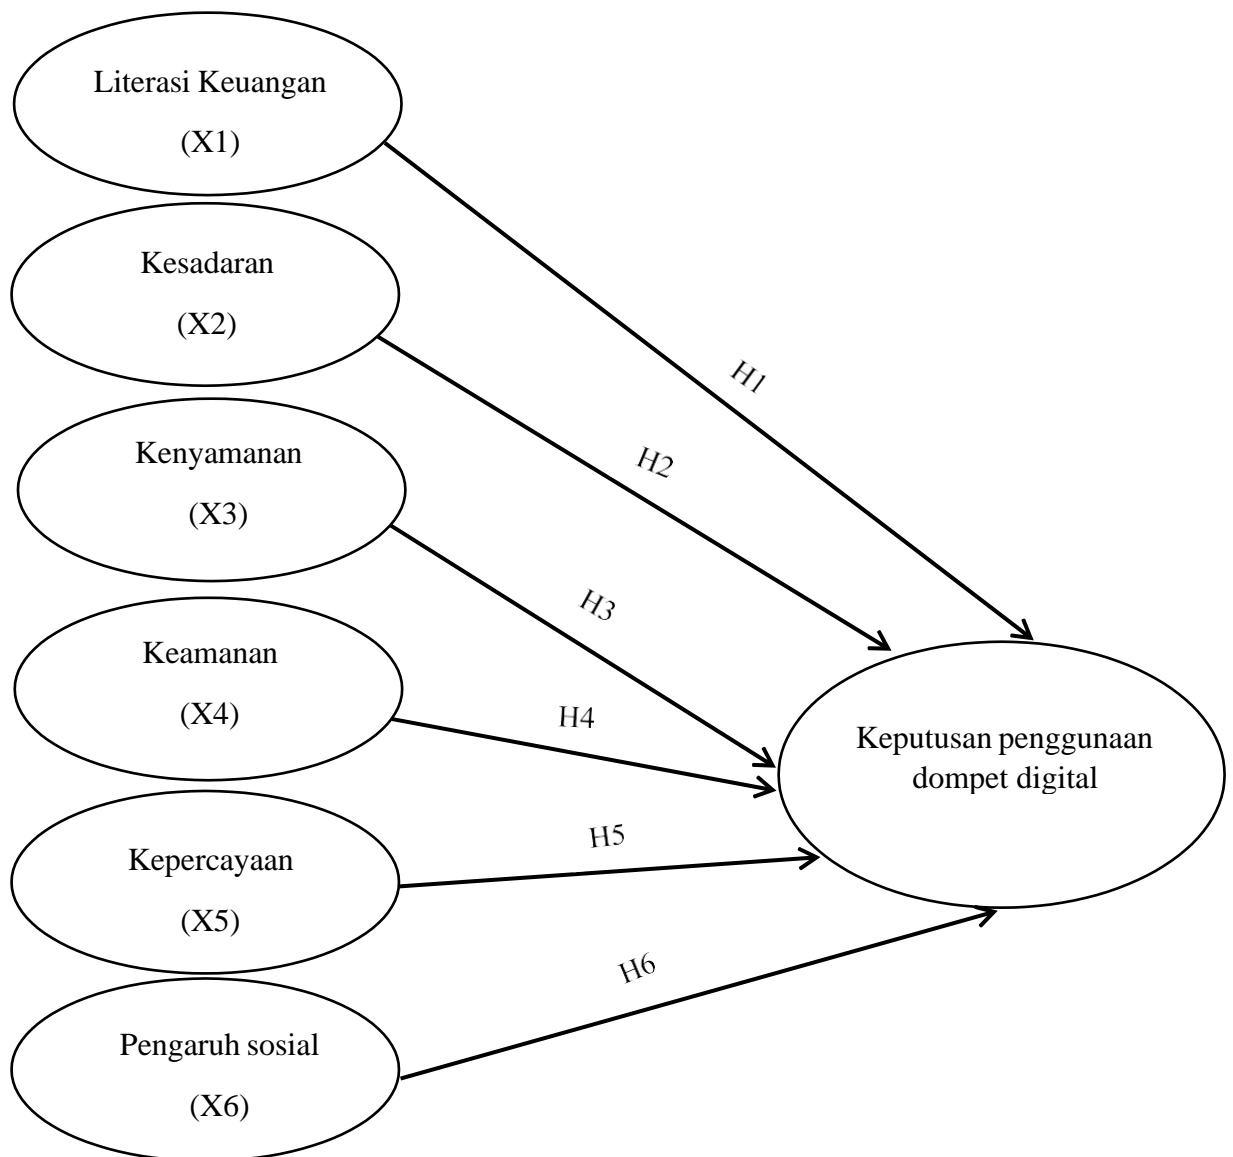 Literasi Keuangan
(X1)
Kesadaran
(X2)
Kenyamanan
(X3)
Keamanan
(X4)
Kepercayaan
(X5)
Pengaruh sosial
(X6)
H1
H2
H3
H4
H5
H6
Keputusan penggunaan
dompet digital